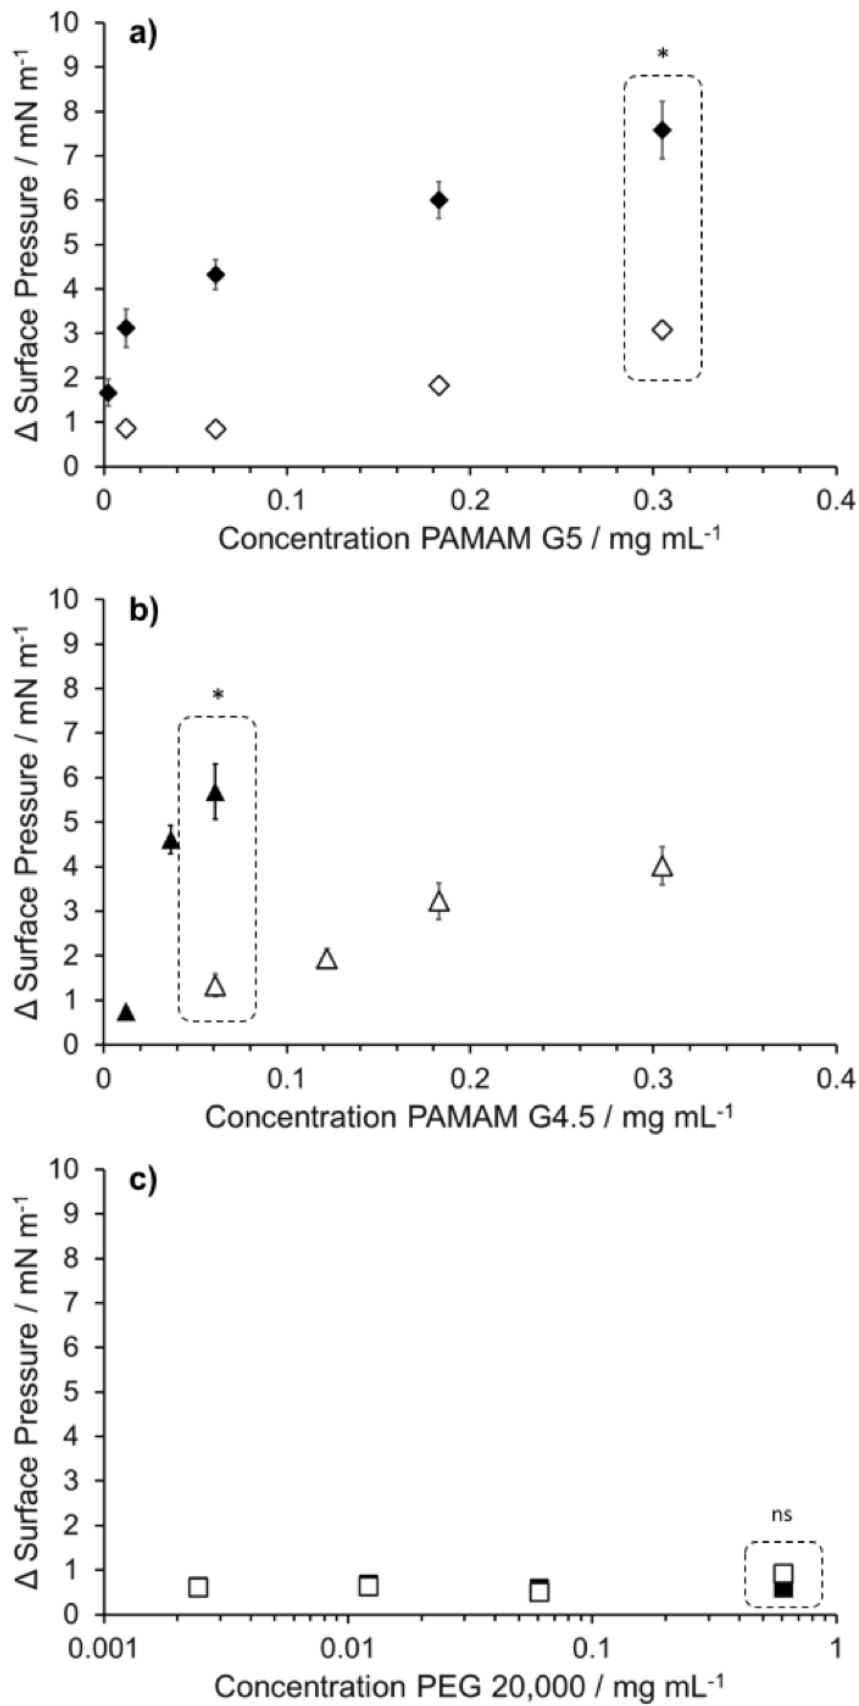 a)
*
Δ Surface Pressure / mN m⁻¹
10
9
8
7
6
5
4
3
2
1
0
0 0.1 0.2 0.3 0.4
Concentration PAMAM G5 / mg mL⁻¹
b)
*
Δ Surface Pressure / mN m⁻¹
10
9
8
7
6
5
4
3
2
1
0
0 0.1 0.2 0.3 0.4
Concentration PAMAM G4.5 / mg mL⁻¹
c)
ns
Δ Surface Pressure / mN m⁻¹
10
9
8
7
6
5
4
3
2
1
0
0.001 0.01 0.1 1
Concentration PEG 20,000 / mg mL⁻¹